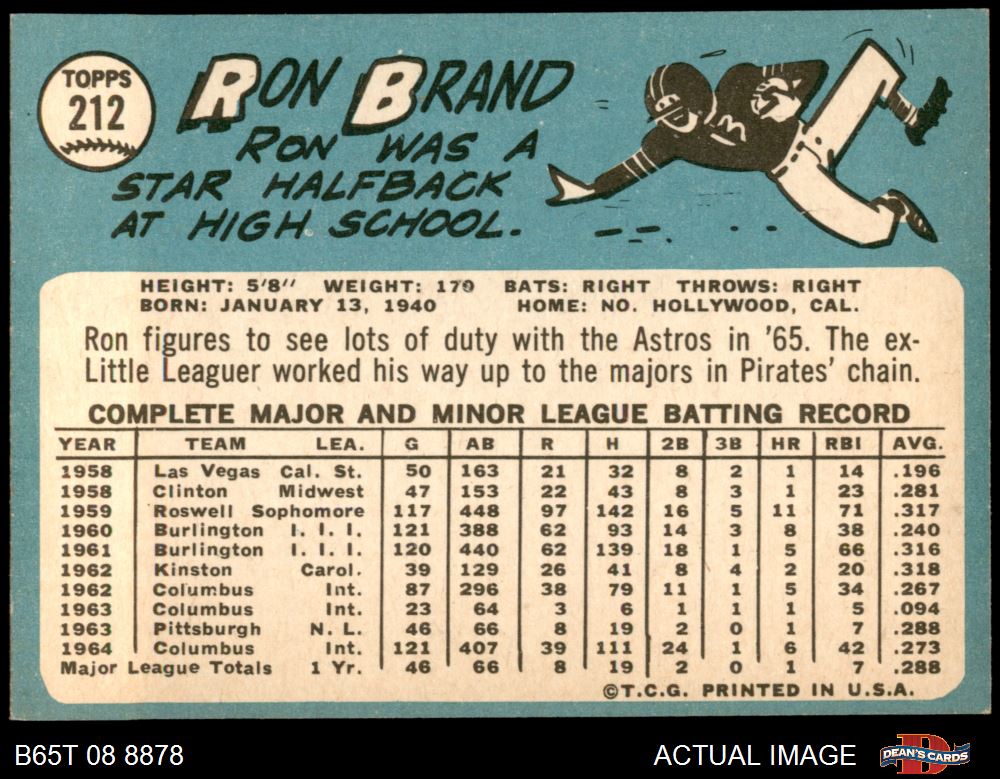 TOPPS
212
RON BRAND
RON WAS A
STAR HALFBACK
AT HIGH SCHOOL.
HEIGHT: 5'8" WEIGHT: 170 BATS: RIGHT THROWS: RIGHT
BORN: JANUARY 13, 1940 HOME: NO. HOLLYWOOD, CAL.
Ron figures to see lots of duty with the Astros in '65. The ex-
Little Leaguer worked his way up to the majors in Pirates' chain.
COMPLETE MAJOR AND MINOR LEAGUE BATTING RECORD
YEAR TEAM LEA. G AB R H 2B 3B HR RBI AVG.
1958 Las Vegas Cal. St. 50 163 21 32 8 2 1 14 .196
1958 Clinton Midwest 47 153 22 43 8 3 1 23 .281
1959 Roswell Sophomore 117 448 97 142 16 5 11 71 .317
1960 Burlington I. I. I. 121 388 62 93 14 3 8 38 .240
1961 Burlington I. I. I. 120 440 62 139 18 1 5 66 .316
1962 Kinston Carol. 39 129 26 41 8 4 2 20 .318
1962 Columbus Int. 87 296 38 79 11 1 5 34 .267
1963 Columbus Int. 23 64 3 6 1 1 1 5 .094
1963 Pittsburgh N. L. 46 66 8 19 2 0 1 7 .288
1964 Columbus Int. 121 407 39 111 24 1 6 42 .273
Major League Totals 1 Yr. 46 66 8 19 2 0 1 7 .288
©T.C.G. PRINTED IN U.S.A.
B65T 08 8878 ACTUAL IMAGE DEAN'S CARDS